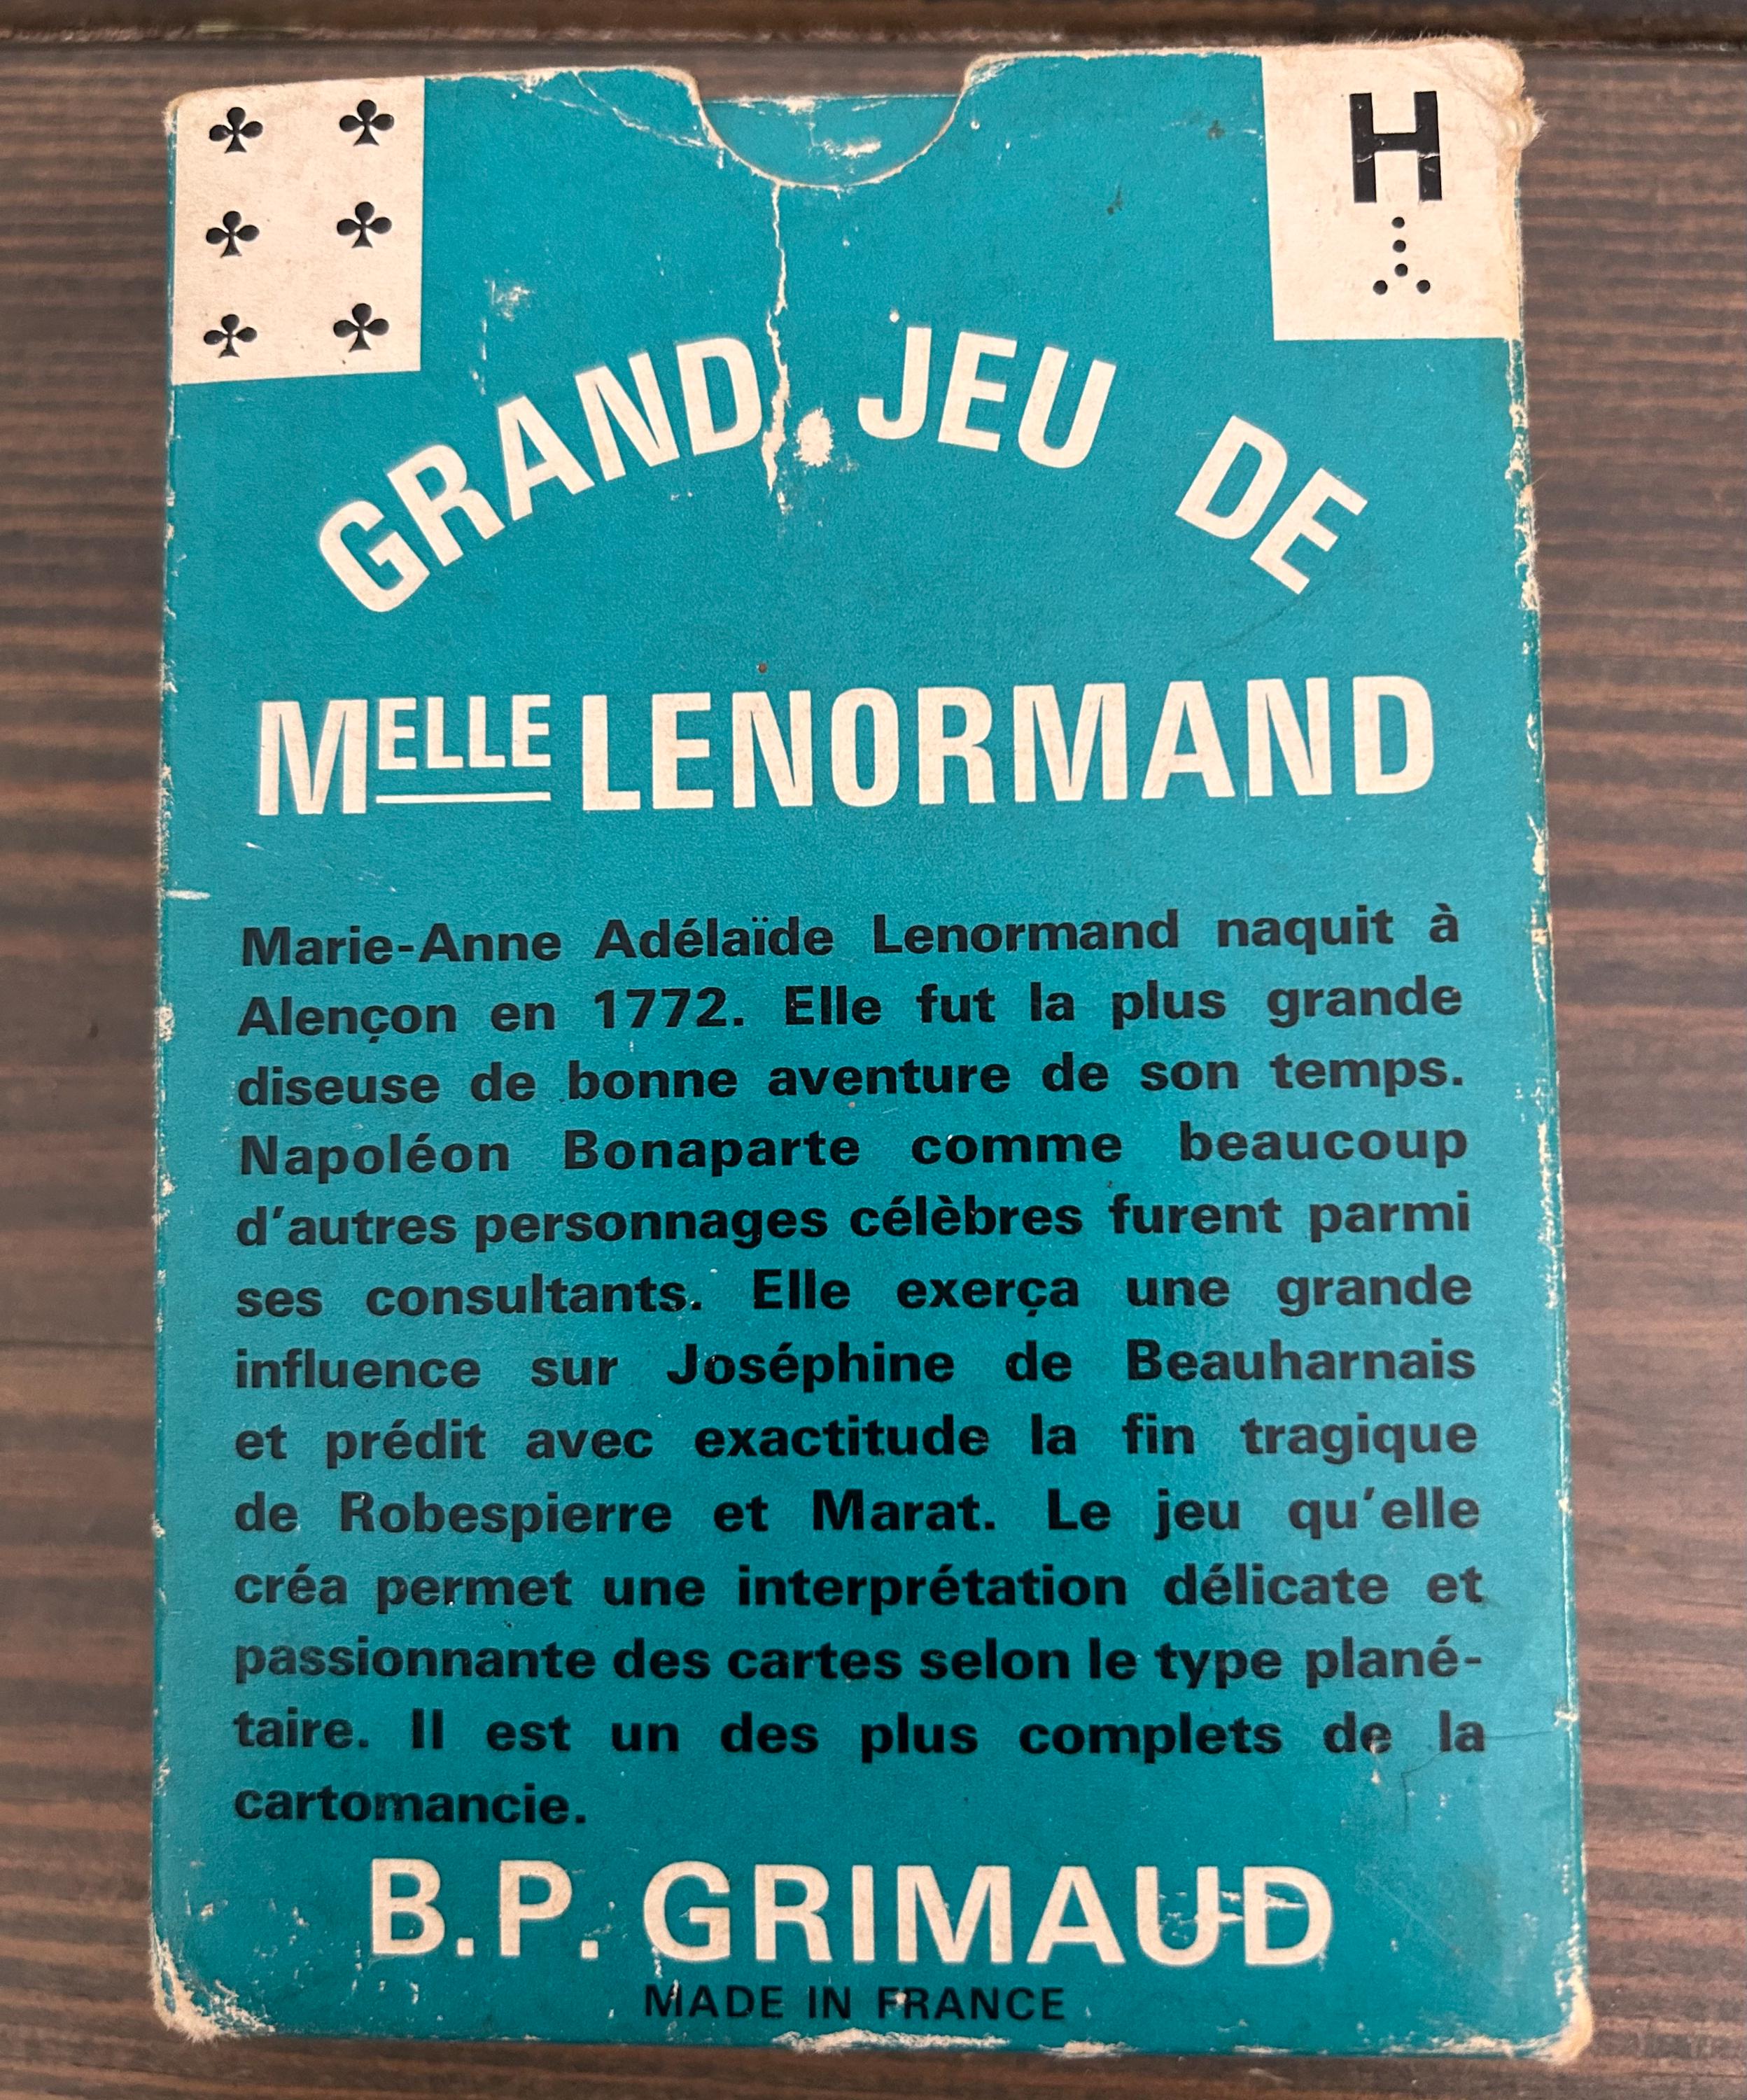 H
GRAND JEU DE
MELLE LENORMAND
Marie-Anne Adélaïde Lenormand naquit à
Alençon en 1772. Elle fut la plus grande
diseuse de bonne aventure de son temps.
Napoléon Bonaparte comme beaucoup
d'autres personnages célèbres furent parmi
ses consultants. Elle exerça une grande
influence sur Joséphine de Beauharnais
et prédit avec exactitude la fin tragique
de Robespierre et Marat. Le jeu qu'elle
créa permet une interprétation délicate et
passionnante des cartes selon le type plané-
taire. Il est un des plus complets de la
cartomancie.
B.P. GRIMAUD
MADE IN FRANCE